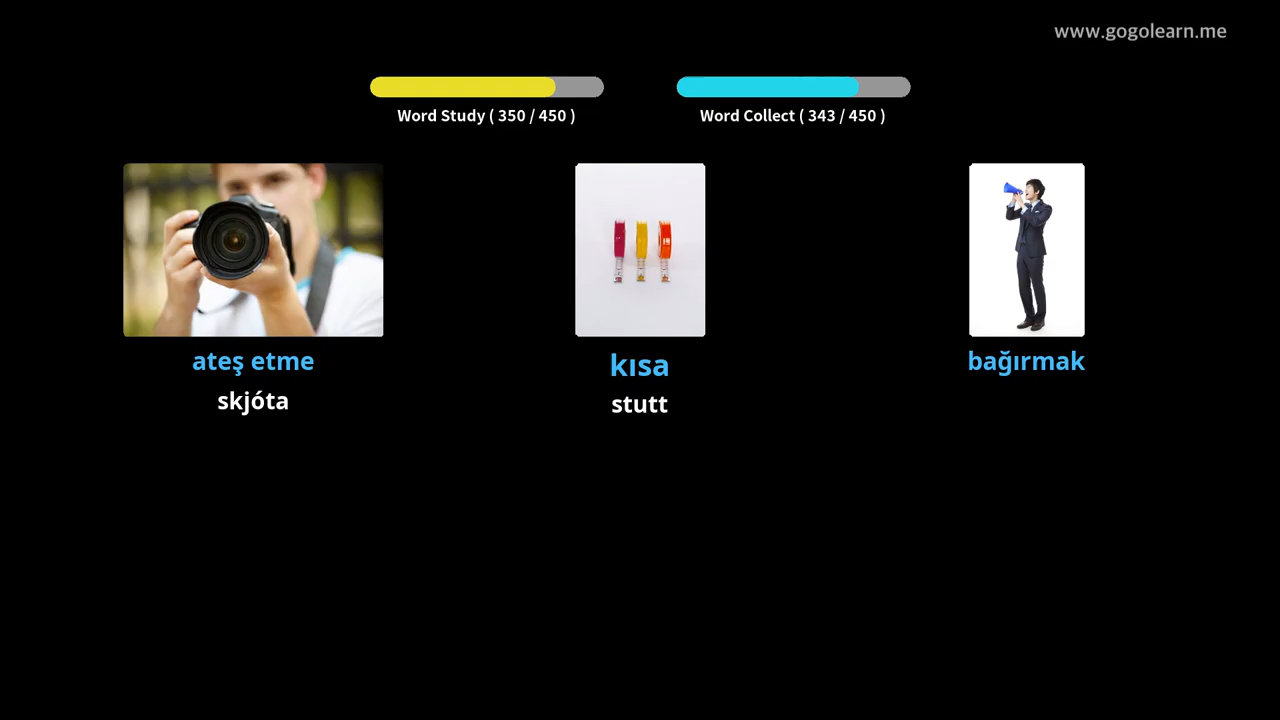 www.gogolearn.me
Word Study ( 350 / 450 )
Word Collect ( 343 / 450 )
ateş etme
kısa
bağırmak
skjóta
stutt